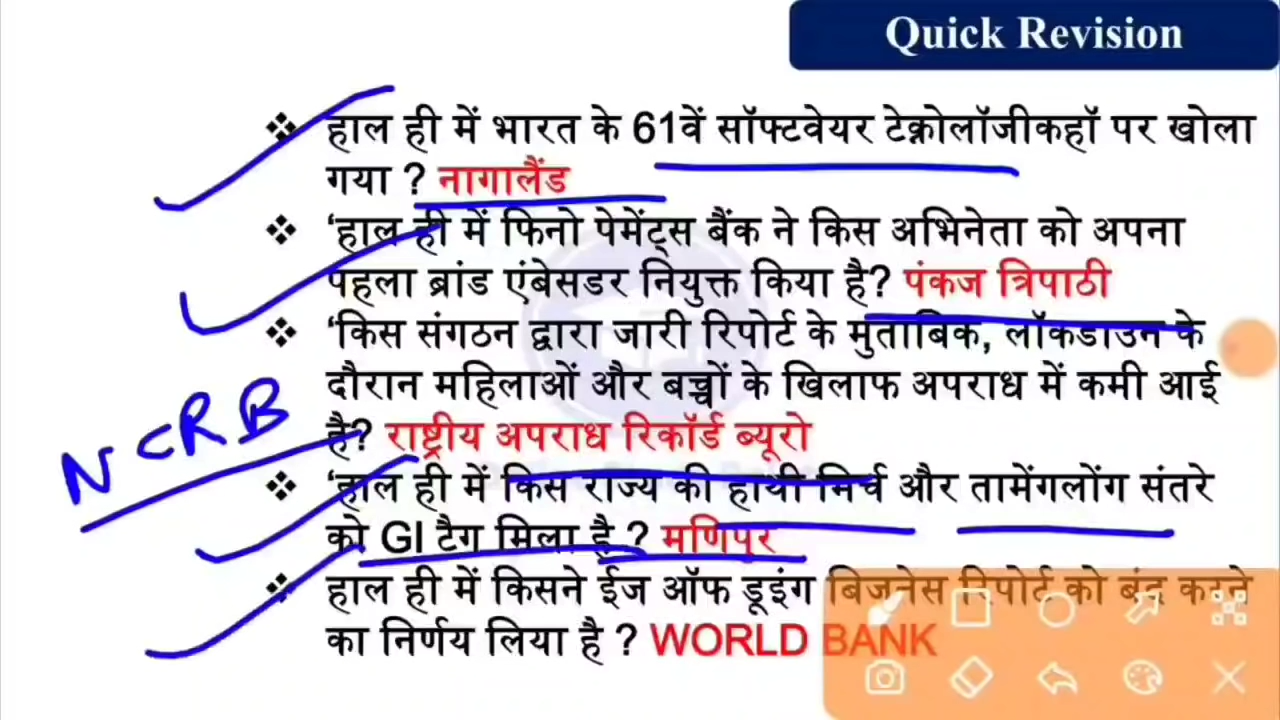 Quick Revision
❖ हाल ही में भारत के 61वें सॉफ्टवेयर टेक्नोलॉजीकहॉ पर खोला
गया ? नागालैंड
❖ ‘हाल ही में फिनो पेमेंट्स बैंक ने किस अभिनेता को अपना
पहला ब्रांड एंबेसडर नियुक्त किया है? पंकज त्रिपाठी
❖ ‘किस संगठन द्वारा जारी रिपोर्ट के मुताबिक, लॉकडाउन के
दौरान महिलाओं और बच्चों के खिलाफ अपराध में कमी आई
है? राष्ट्रीय अपराध रिकॉर्ड ब्यूरो
NCRB
❖ ‘हाल ही में किस राज्य की हाथी मिर्च और तामेंगलोंग संतरे
को GI टैग मिला है ? मणिपुर
❖ हाल ही में किसने ईज ऑफ डूइंग बिजनेस रिपोर्ट को बंद करने
का निर्णय लिया है ? WORLD BANK